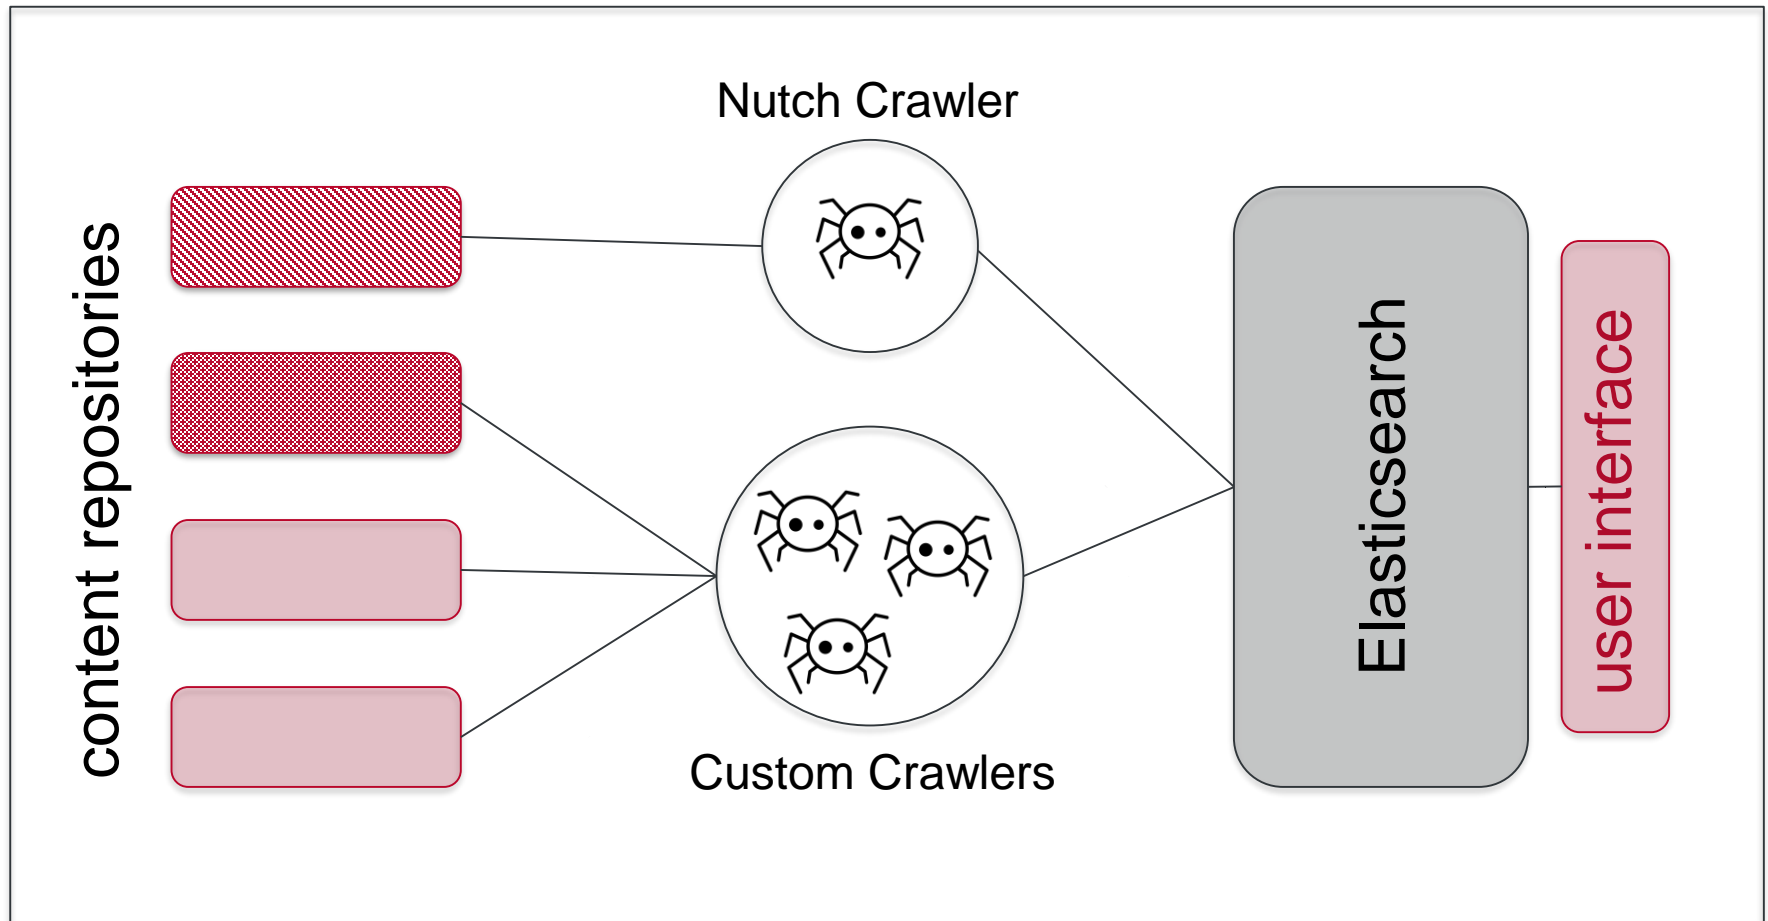 Nutch Crawler
content repositories
Custom Crawlers
Elasticsearch
user interface